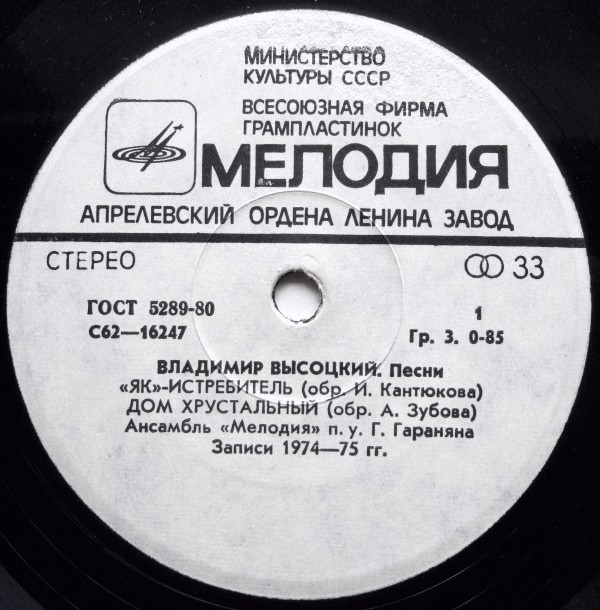 МИНИСТЕРСТВО
КУЛЬТУРЫ СССР
ВСЕСОЮЗНАЯ ФИРМА
ГРАМПЛАСТИНОК
МЕЛОДИЯ
АПРЕЛЕВСКИЙ ОРДЕНА ЛЕНИНА ЗАВОД
СТЕРЕО 33
ГОСТ 5289-80 1
С62—16247 Гр. 3. 0-85
ВЛАДИМИР ВЫСОЦКИЙ. Песни
«ЯК»-ИСТРЕБИТЕЛЬ (обр. И. Кантюкова)
ДОМ ХРУСТАЛЬНЫЙ (обр. А. Зубова)
Ансамбль «Мелодия» п. у. Г. Гараняна
Записи 1974—75 гг.